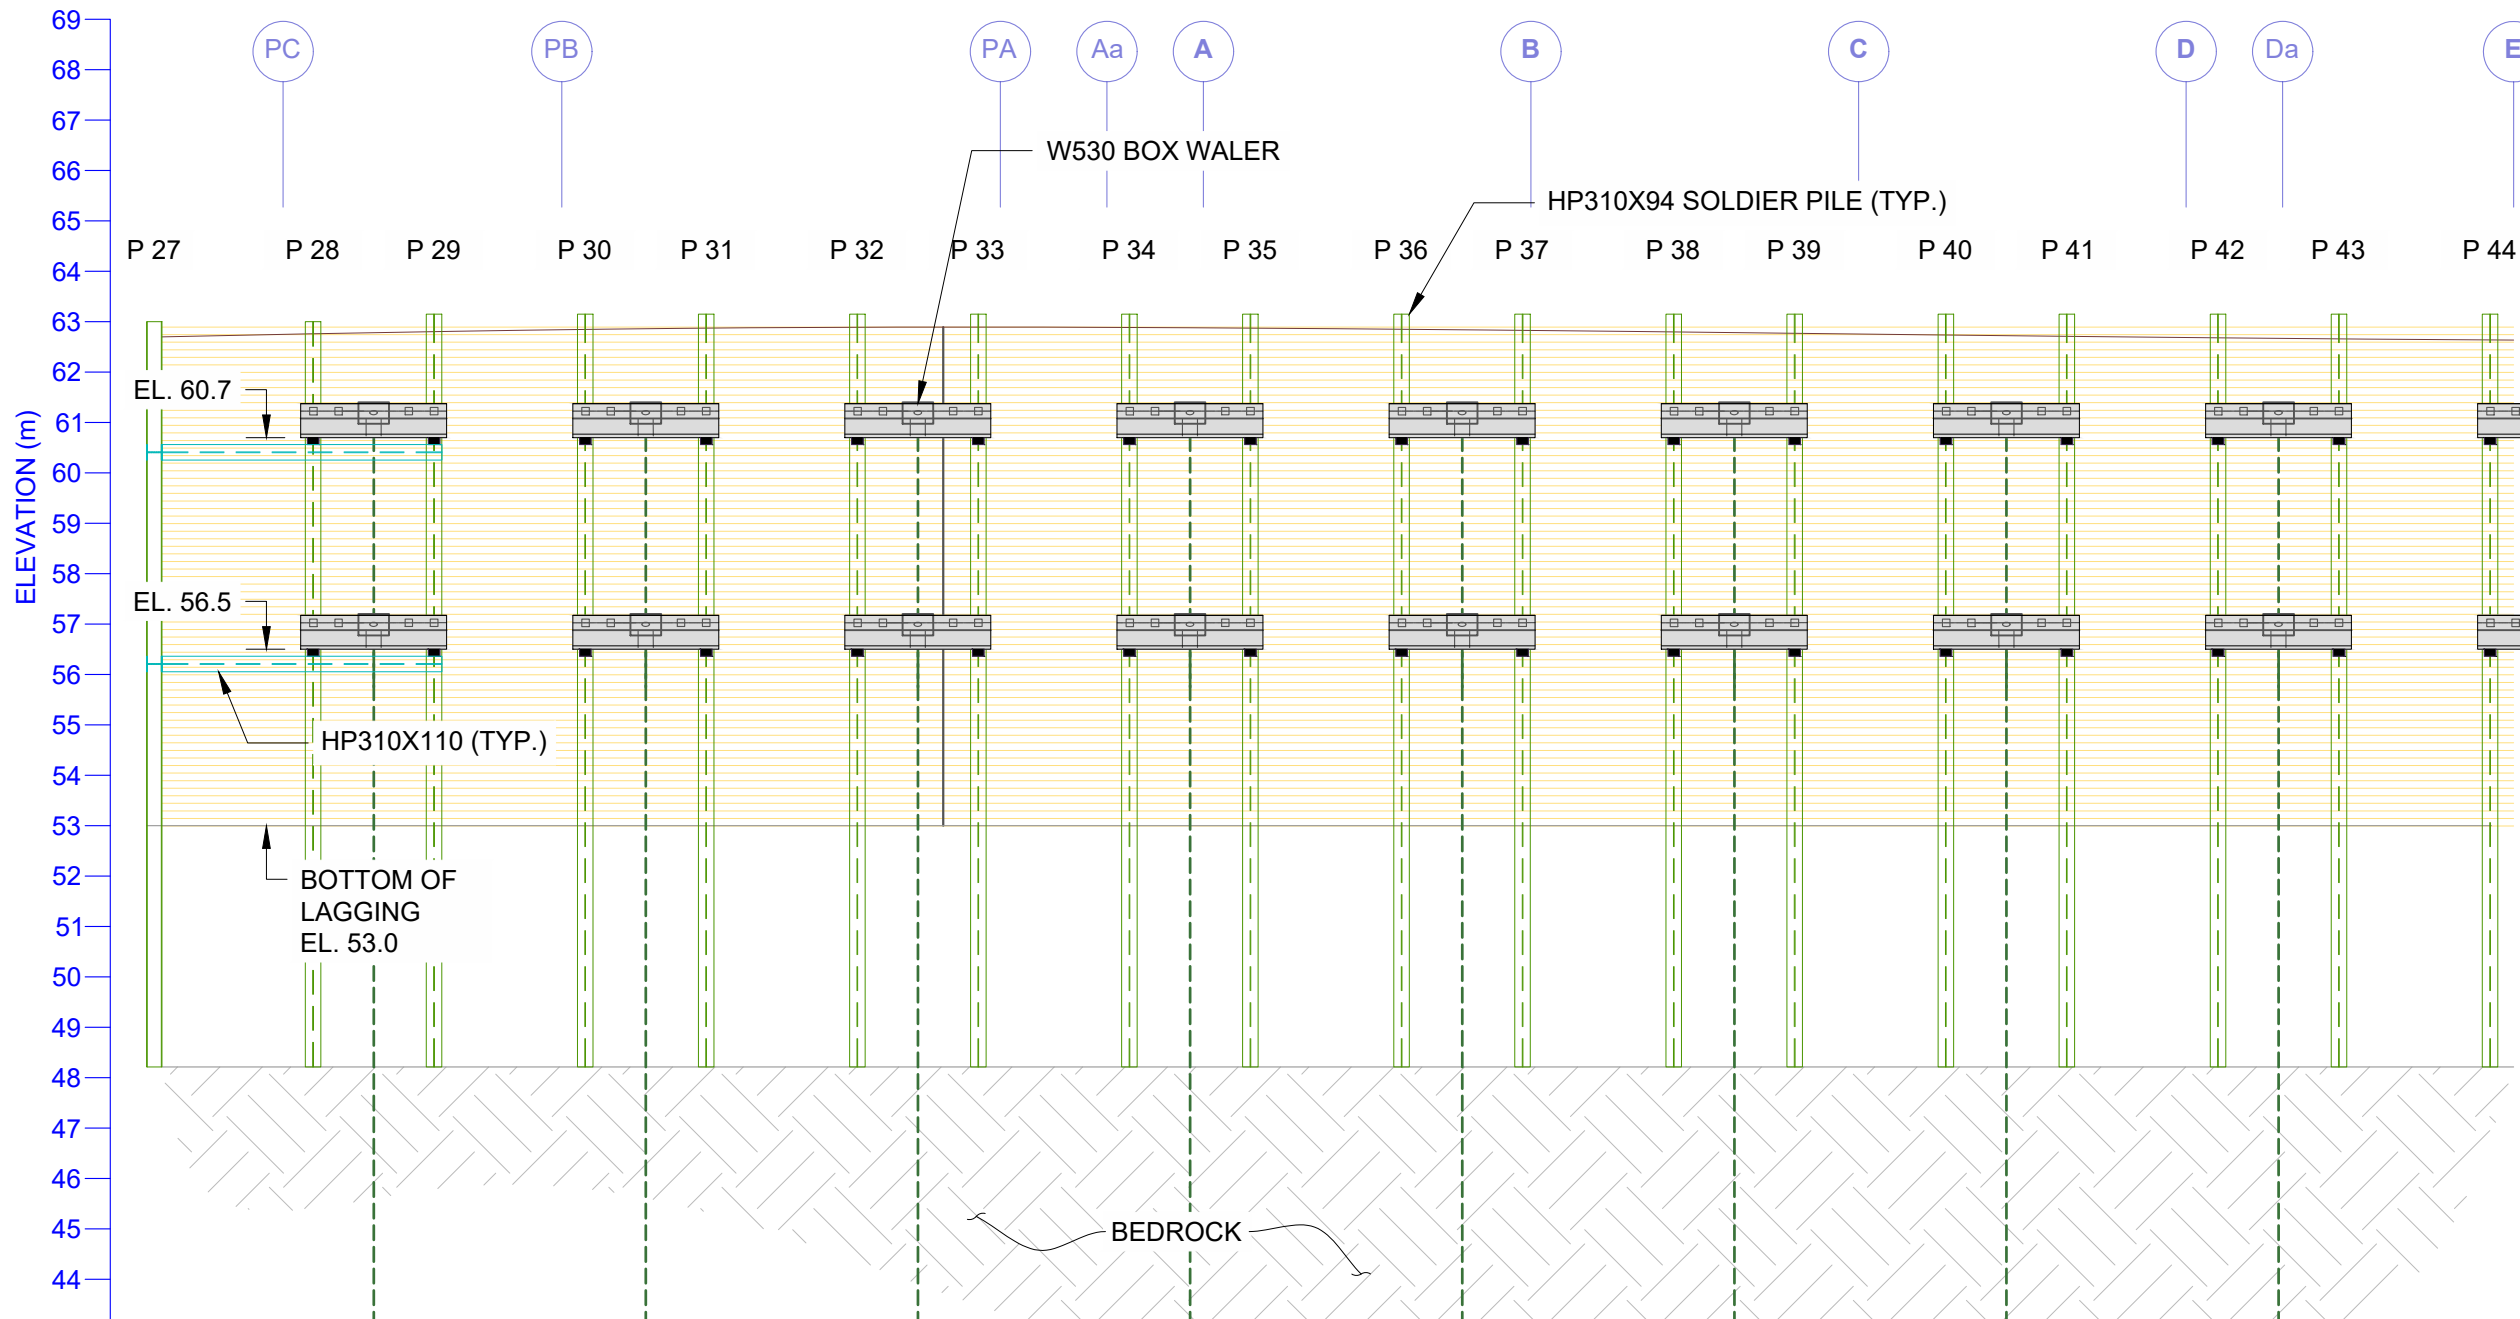 69
PC
PB
PA
Aa
A
B
C
D
Da
E
68
67
W530 BOX WALER
66
HP310X94 SOLDIER PILE (TYP.)
65
P 27
P 28
P 29
P 30
P 31
P 32
P 33
P 34
P 35
P 36
P 37
P 38
P 39
P 40
P 41
P 42
P 43
P 44
64
63
62
EL. 60.7
61
60
59
ELEVATION (m)
58
EL. 56.5
57
56
55
HP310X110 (TYP.)
54
53
52
BOTTOM OF
LAGGING
EL. 53.0
51
50
49
48
47
46
45
BEDROCK
44